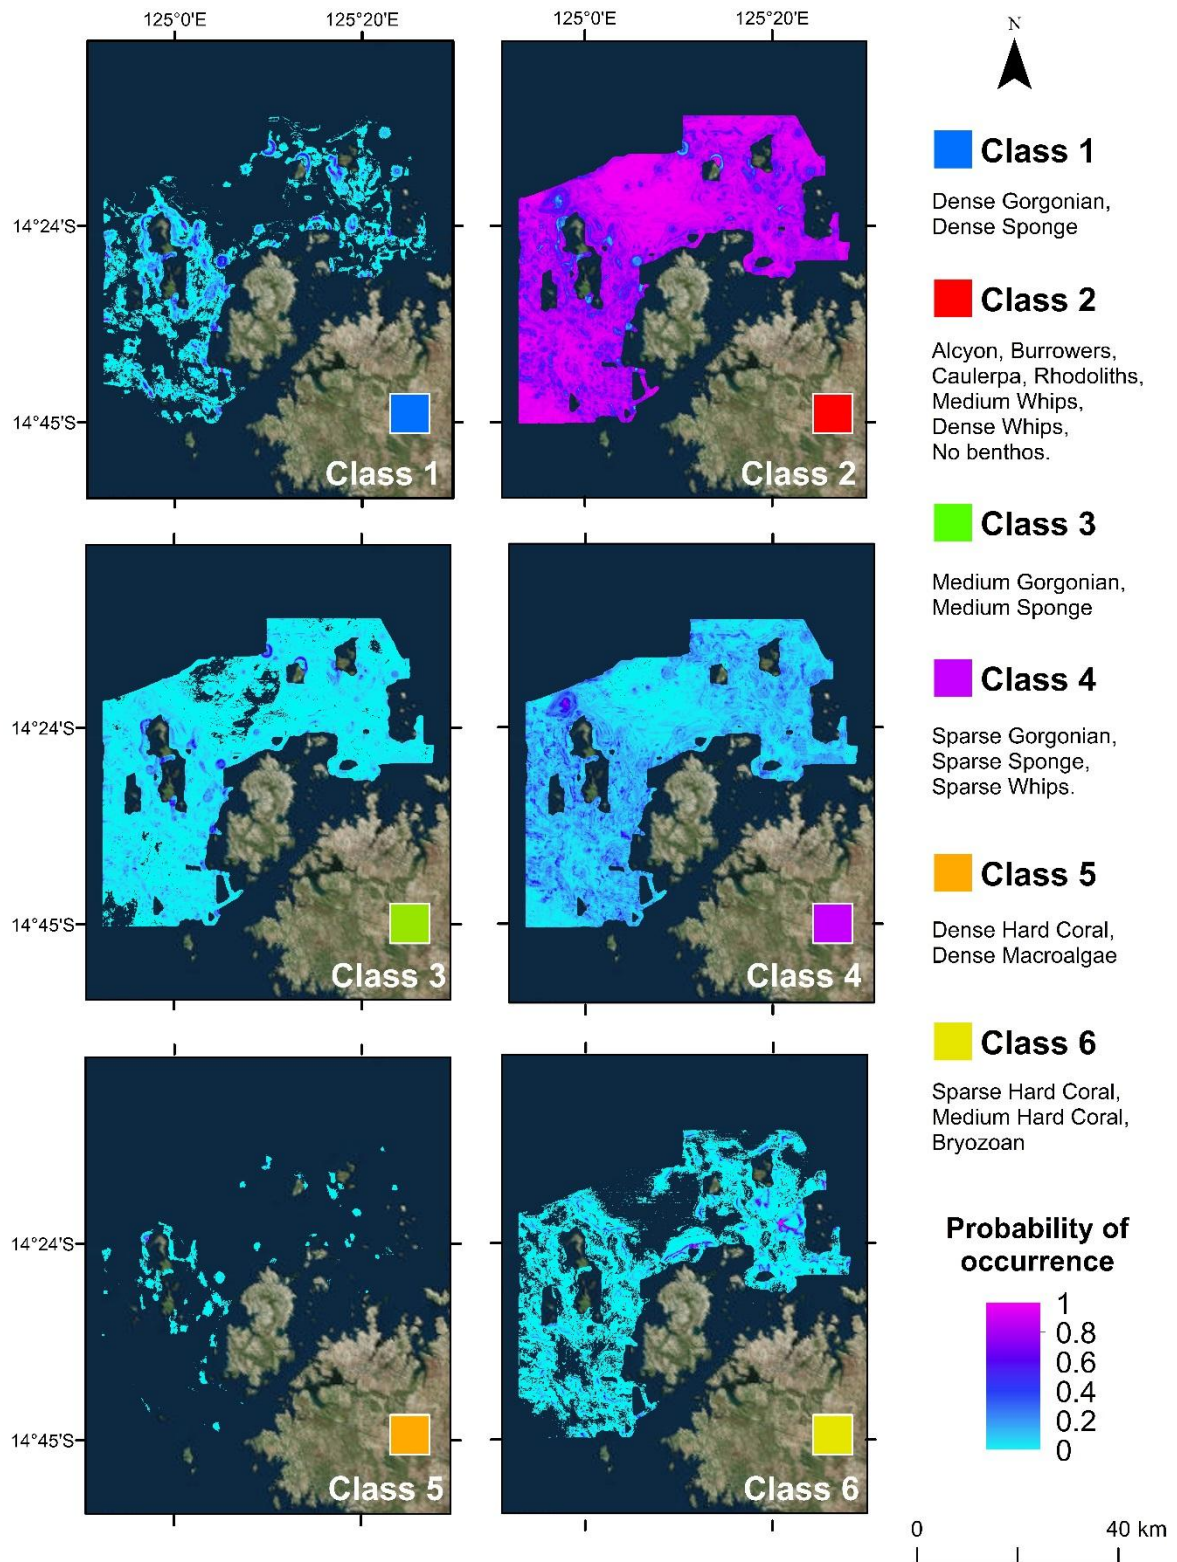 125°0'E
125°20'E
125°0'E
125°20'E
14°24'S
14°45'S
Class 1
Class 2
14°24'S
14°45'S
Class 3
Class 4
14°24'S
14°45'S
Class 5
Class 6
N
Class 1
Dense Gorgonian,
Dense Sponge
Class 2
Alcyon, Burrowers,
Caulerpa, Rhodoliths,
Medium Whips,
Dense Whips,
No benthos.
Class 3
Medium Gorgonian,
Medium Sponge
Class 4
Sparse Gorgonian,
Sparse Sponge,
Sparse Whips.
Class 5
Dense Hard Coral,
Dense Macroalgae
Class 6
Sparse Hard Coral,
Medium Hard Coral,
Bryozoan
Probability of
occurrence
1
0.8
0.6
0.4
0.2
0
0 40 km